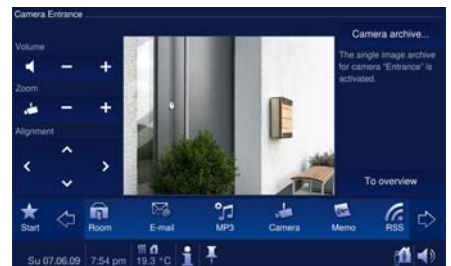 Camera Entrance
Volume
Zoom
Alignment
Camera archive...
The single image archive
for camera "Entrance" is
activated.
To overview
Start
Room
E-mail
MP3
Camera
Memo
RSS
Su 07.06.09
7:54 pm
19.3 °C